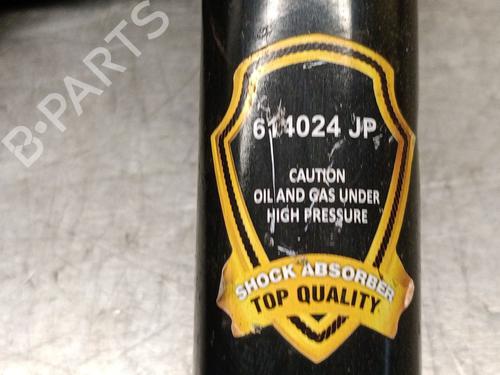 B-PARTS
614024 JP
CAUTION
OIL AND GAS UNDER
HIGH PRESSURE
SHOCK ABSORBER
TOP QUALITY